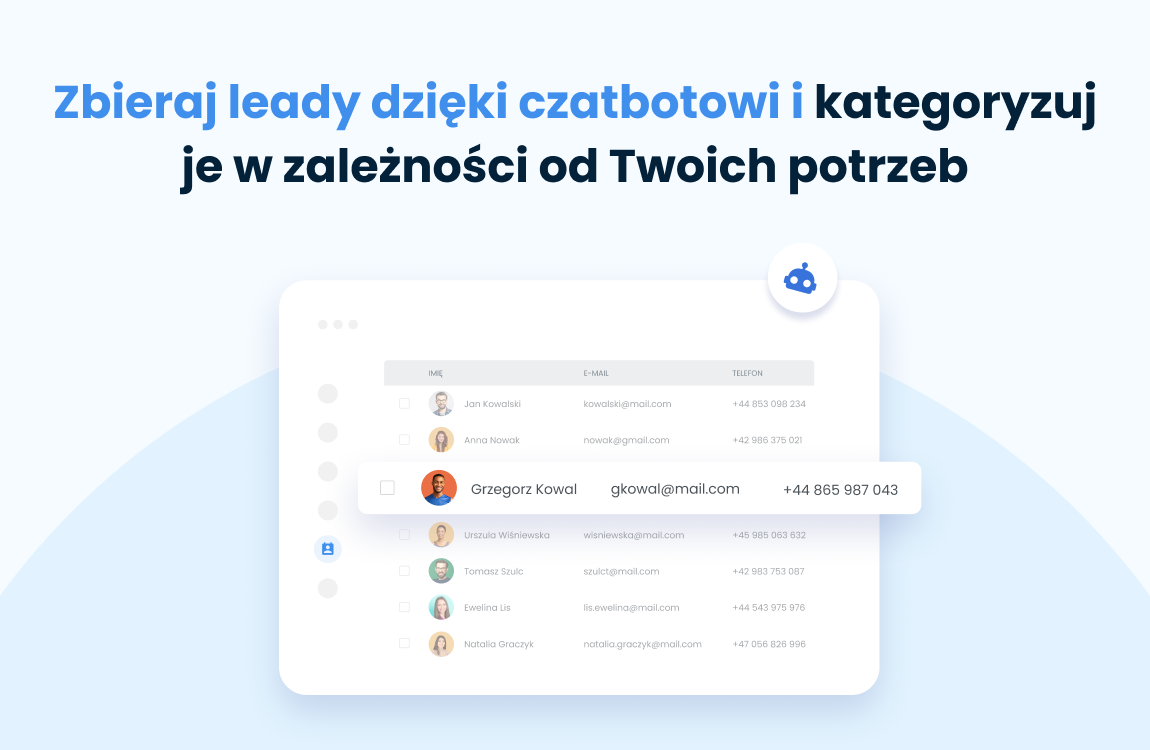 Zbieraj leady dzięki czatbotowi i kategoryzuj
je w zależności od Twoich potrzeb
IMIĘ E-MAIL TELEFON
Jan Kowalski kowalski@mail.com +44 853 098 234
Anna Nowak nowak@gmail.com +42 986 375 021
Grzegorz Kowal gkowal@mail.com +44 865 987 043
Urszula Wiśniewska wisniewska@mail.com +45 985 063 632
Tomasz Szulc szulct@mail.com +42 983 753 087
Ewelina Lis lis.ewelina@mail.com +44 543 975 976
Natalia Graczyk natalia.graczyk@mail.com +47 056 826 996